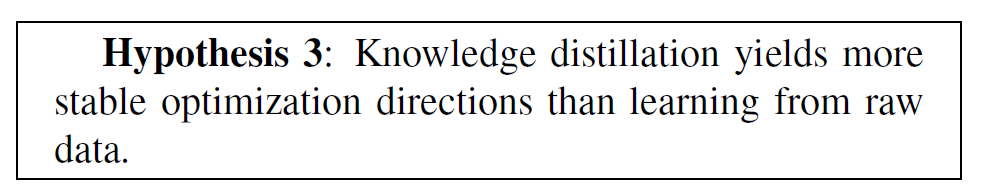 Hypothesis 3: Knowledge distillation yields more
stable optimization directions than learning from raw
data.